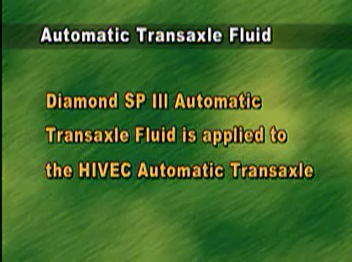 Automatic Transaxle Fluid
Diamond SP III Automatic
Transaxle Fluid is applied to
the HIVEC Automatic Transaxle